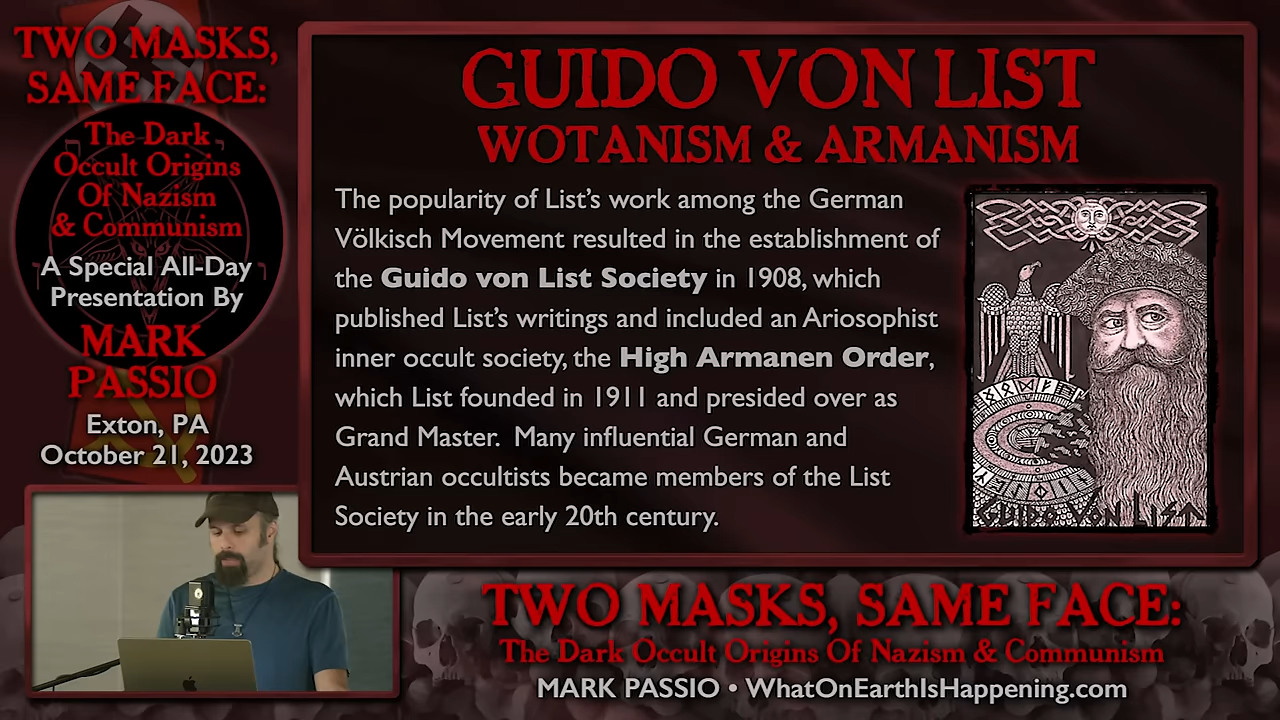 TWO MASKS,
SAME FACE:
The Dark
Occult Origins
Of Nazism
& Communism
A Special All-Day
Presentation By
MARK
PASSIO
Exton, PA
October 21, 2023
GUIDO VON LIST
WOTANISM & ARMANISM
The popularity of List’s work among the German
Völkisch Movement resulted in the establishment of
the Guido von List Society in 1908, which
published List’s writings and included an Ariosophist
inner occult society, the High Armanen Order,
which List founded in 1911 and presided over as
Grand Master. Many influential German and
Austrian occultists became members of the List
Society in the early 20th century.
GUIDO VON LIST
TWO MASKS, SAME FACE:
The Dark Occult Origins Of Nazism & Communism
MARK PASSIO • WhatOnEarthIsHappening.com